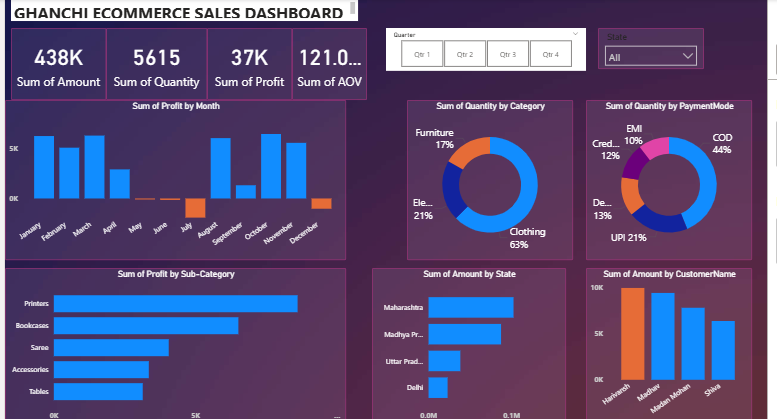 GHANCHI ECOMMERCE SALES DASHBOARD
438K
Sum of Amount
5615
Sum of Quantity
37K
Sum of Profit
121.0...
Sum of AOV
Quarter
Qtr 1
Qtr 2
Qtr 3
Qtr 4
State
All
Sum of Profit by Month
5K
0K
January
February
March
April
May
June
July
August
September
October
November
December
Sum of Quantity by Category
Furniture
17%
Ele...
21%
Clothing
63%
Sum of Quantity by PaymentMode
EMI
10%
Cred...
12%
De...
13%
UPI 21%
COD
44%
Sum of Profit by Sub-Category
Printers
Bookcases
Saree
Accessories
Tables
0K
5K
...
Sum of Amount by State
Maharashtra
Madhya Pr...
Uttar Prad...
Delhi
0.0M
0.1M
Sum of Amount by CustomerName
10K
5K
0K
Harivansh
Madhav
Madan Mohan
Shiva